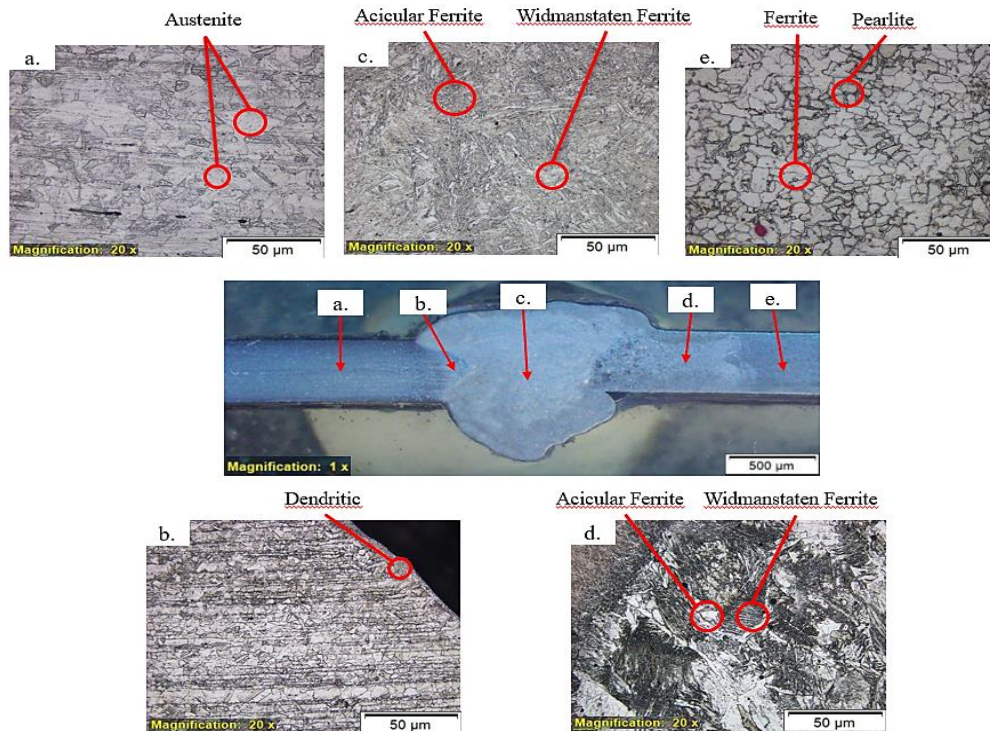 Austenite
Acicular Ferrite
Widmanstaten Ferrite
Ferrite
Pearlite
a.
c.
e.
Magnification: 20 x
50 µm
Magnification: 20 x
50 µm
Magnification: 20 x
50 µm
a.
b.
c.
d.
e.
Magnification: 1 x
500 µm
Dendritic
Acicular Ferrite
Widmanstaten Ferrite
b.
d.
Magnification: 20 x
50 µm
Magnification: 20 x
50 µm